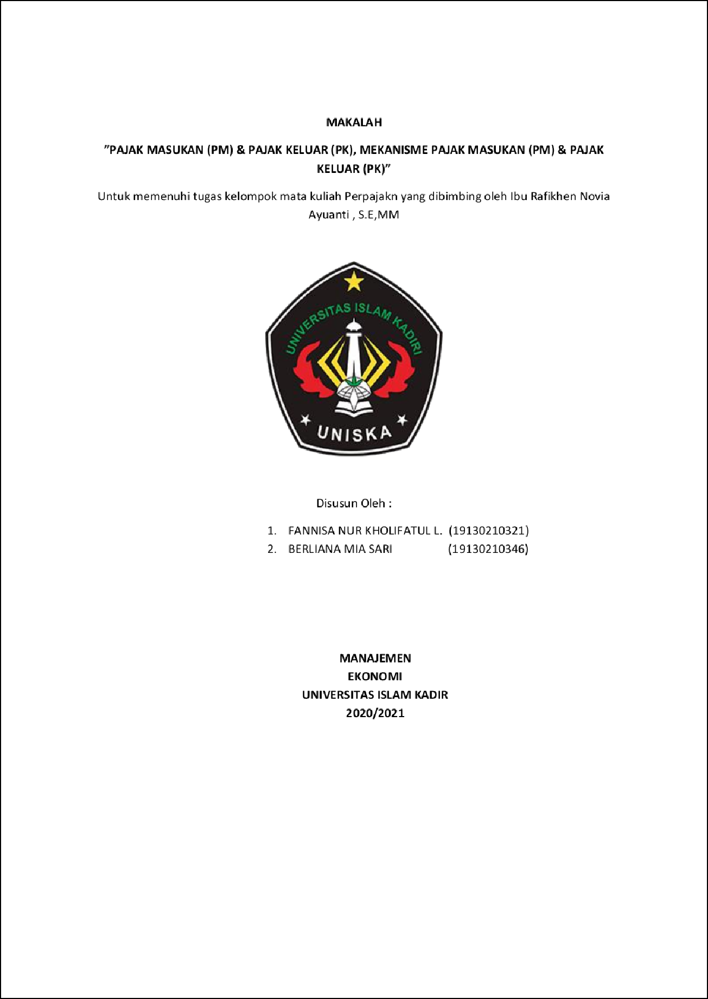 MAKALAH
”PAJAK MASUKAN (PM) & PAJAK KELUAR (PK), MEKANISME PAJAK MASUKAN (PM) & PAJAK
KELUAR (PK)”
Untuk memenuhi tugas kelompok mata kuliah Perpajakn yang dibimbing oleh Ibu Rafikhen Novia
Ayuanti , S.E,MM
UNIVERSITAS ISLAM KADIRI
UNISKA
Disusun Oleh :
1. FANNISA NUR KHOLIFATUL L. (19130210321)
2. BERLIANA MIA SARI (19130210346)
MANAJEMEN
EKONOMI
UNIVERSITAS ISLAM KADIR
2020/2021